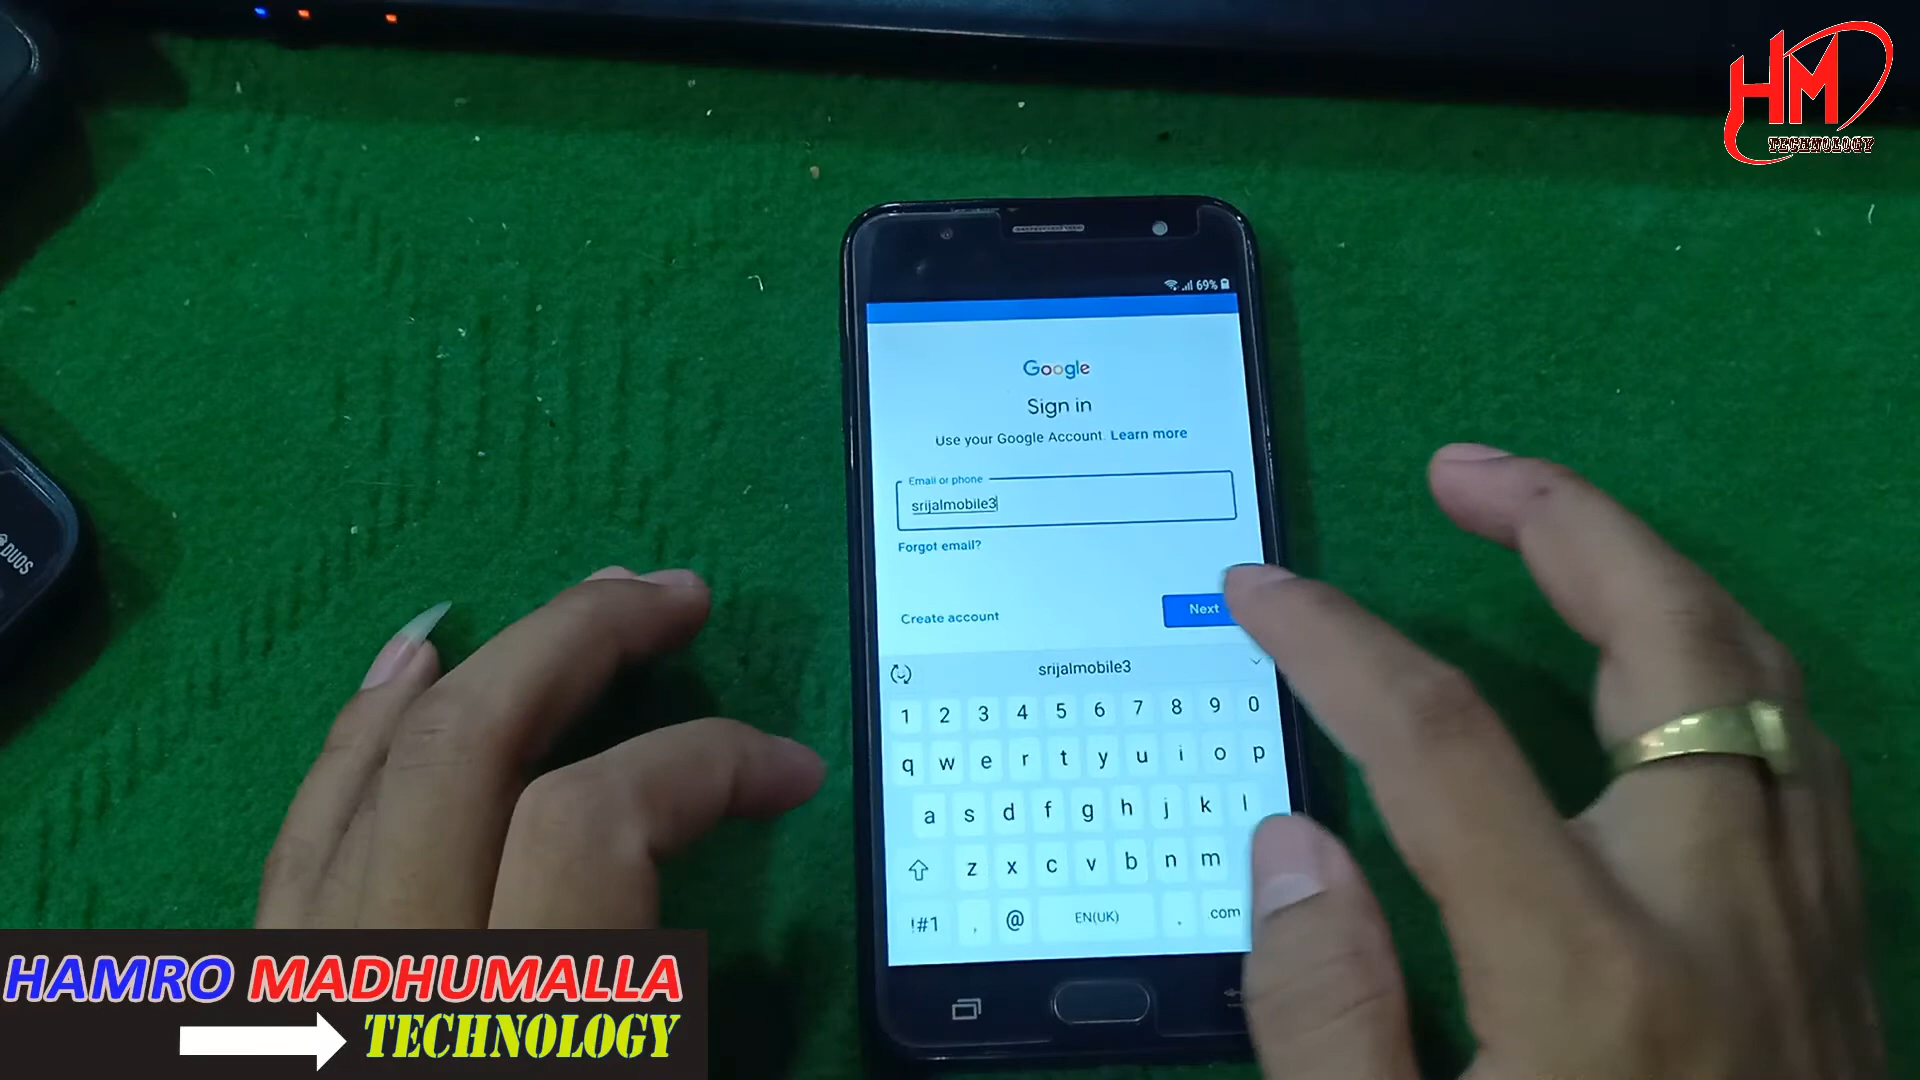 HM
TECHNOLOGY
69%
Google
Sign in
Use your Google Account. Learn more
Email or phone
srijalmobile3
Forgot email?
Create account
Next
srijalmobile3
1 2 3 4 5 6 7 8 9 0
q w e r t y u i o p
a s d f g h j k l
z x c v b n m
!#1 , @ EN(UK) . .com
DUOS
HAMRO MADHUMALLA
TECHNOLOGY